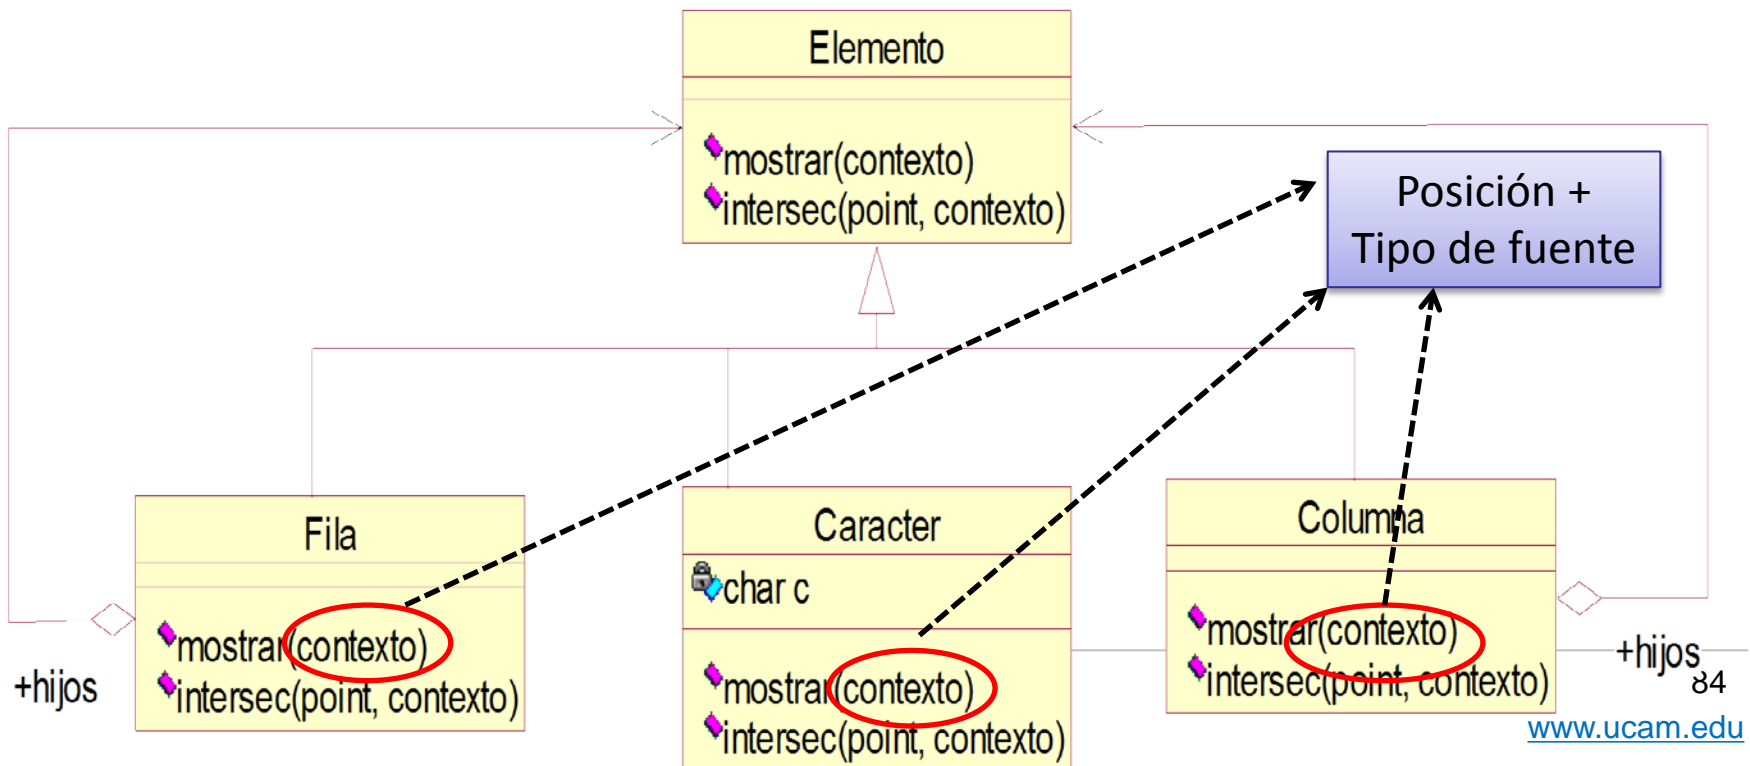 Elemento
mostrar(contexto)
intersec(point, contexto)
Posición +
Tipo de fuente
Fila
mostrar(contexto)
intersec(point, contexto)
+hijos
Caracter
char c
mostrar(contexto)
intersec(point, contexto)
Columna
mostrar(contexto)
intersec(point, contexto)
+hijos
84
www.ucam.edu